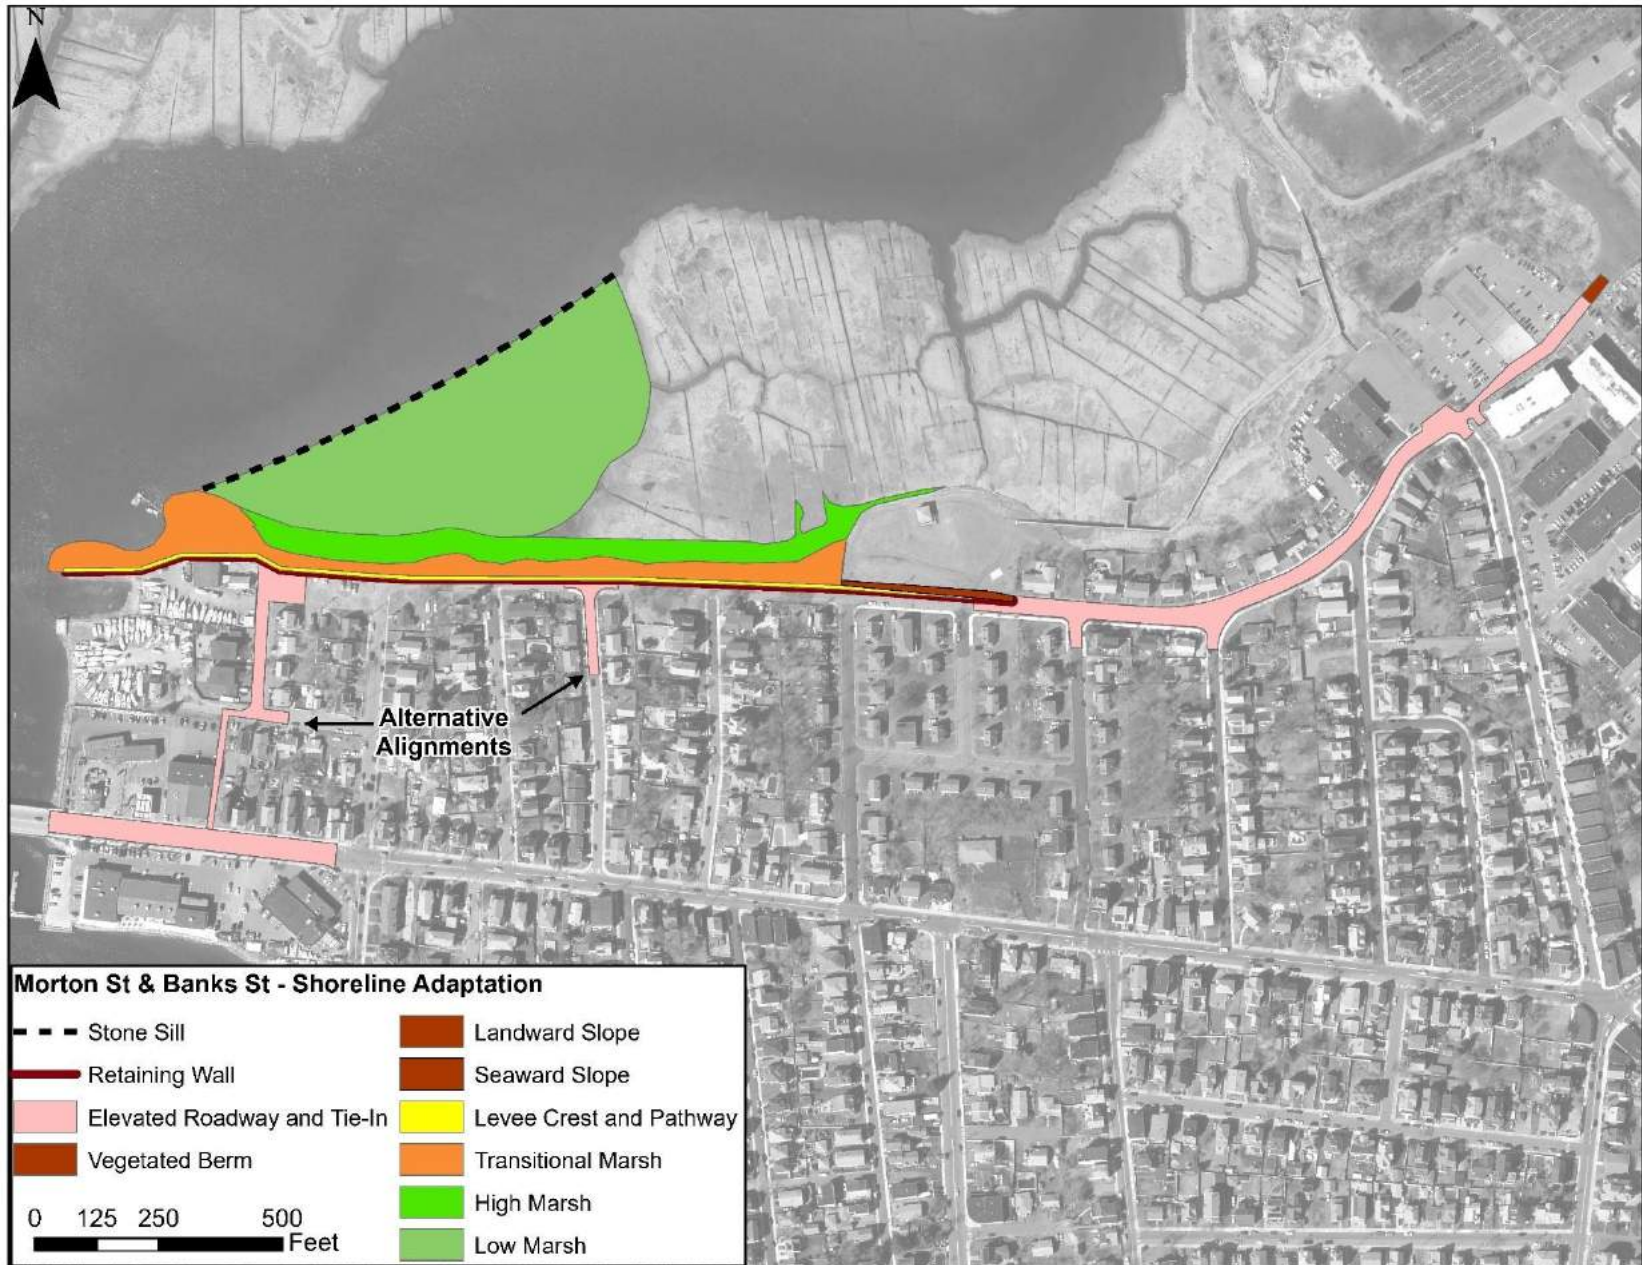 N
Alternative
Alignments
Morton St & Banks St - Shoreline Adaptation
Stone Sill
Retaining Wall
Elevated Roadway and Tie-In
Vegetated Berm
Landward Slope
Seaward Slope
Levee Crest and Pathway
Transitional Marsh
High Marsh
Low Marsh
0 125 250 500
Feet